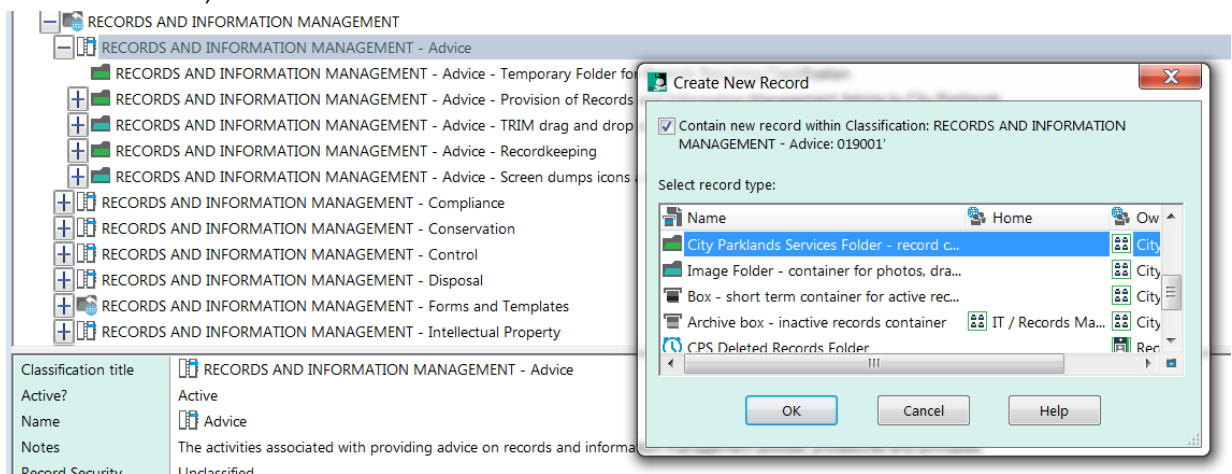 RECORDS AND INFORMATION MANAGEMENT
RECORDS AND INFORMATION MANAGEMENT - Advice
RECORDS AND INFORMATION MANAGEMENT - Advice - Temporary Folder for
RECORDS AND INFORMATION MANAGEMENT - Advice - Provision of Records
RECORDS AND INFORMATION MANAGEMENT - Advice - TRIM drag and drop
RECORDS AND INFORMATION MANAGEMENT - Advice - Recordkeeping
RECORDS AND INFORMATION MANAGEMENT - Advice - Screen dumps icons
RECORDS AND INFORMATION MANAGEMENT - Compliance
RECORDS AND INFORMATION MANAGEMENT - Conservation
RECORDS AND INFORMATION MANAGEMENT - Control
RECORDS AND INFORMATION MANAGEMENT - Disposal
RECORDS AND INFORMATION MANAGEMENT - Forms and Templates
RECORDS AND INFORMATION MANAGEMENT - Intellectual Property
Create New Record
Contain new record within Classification: RECORDS AND INFORMATION
MANAGEMENT - Advice: 019001'
Select record type:
Name Home Ow
City Parklands Services Folder - record c... City
Image Folder - container for photos, dra... City
Box - short term container for active rec... City
Archive box - inactive records container IT / Records Ma... City
CPS Deleted Records Folder Rec
OK Cancel Help
Classification title RECORDS AND INFORMATION MANAGEMENT - Advice
Active? Active
Name Advice
Notes The activities associated with providing advice on records and informa
Record Security Unclassified